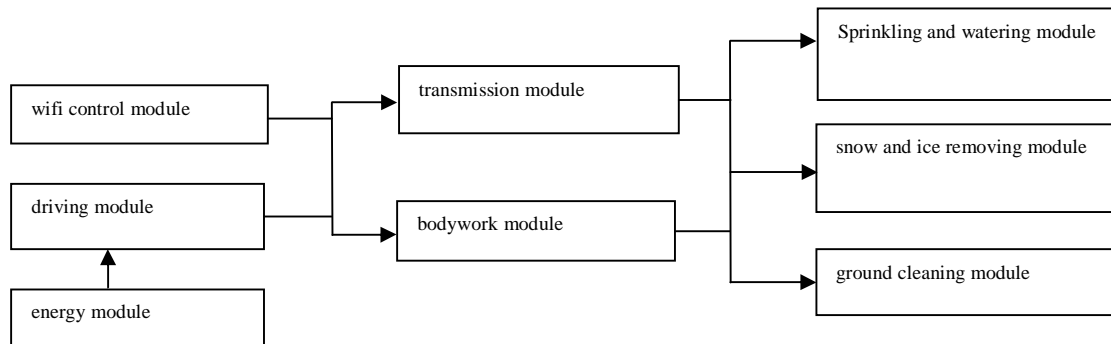 wifi control module
driving module
energy module
transmission module
bodywork module
Sprinkling and watering module
snow and ice removing module
ground cleaning module